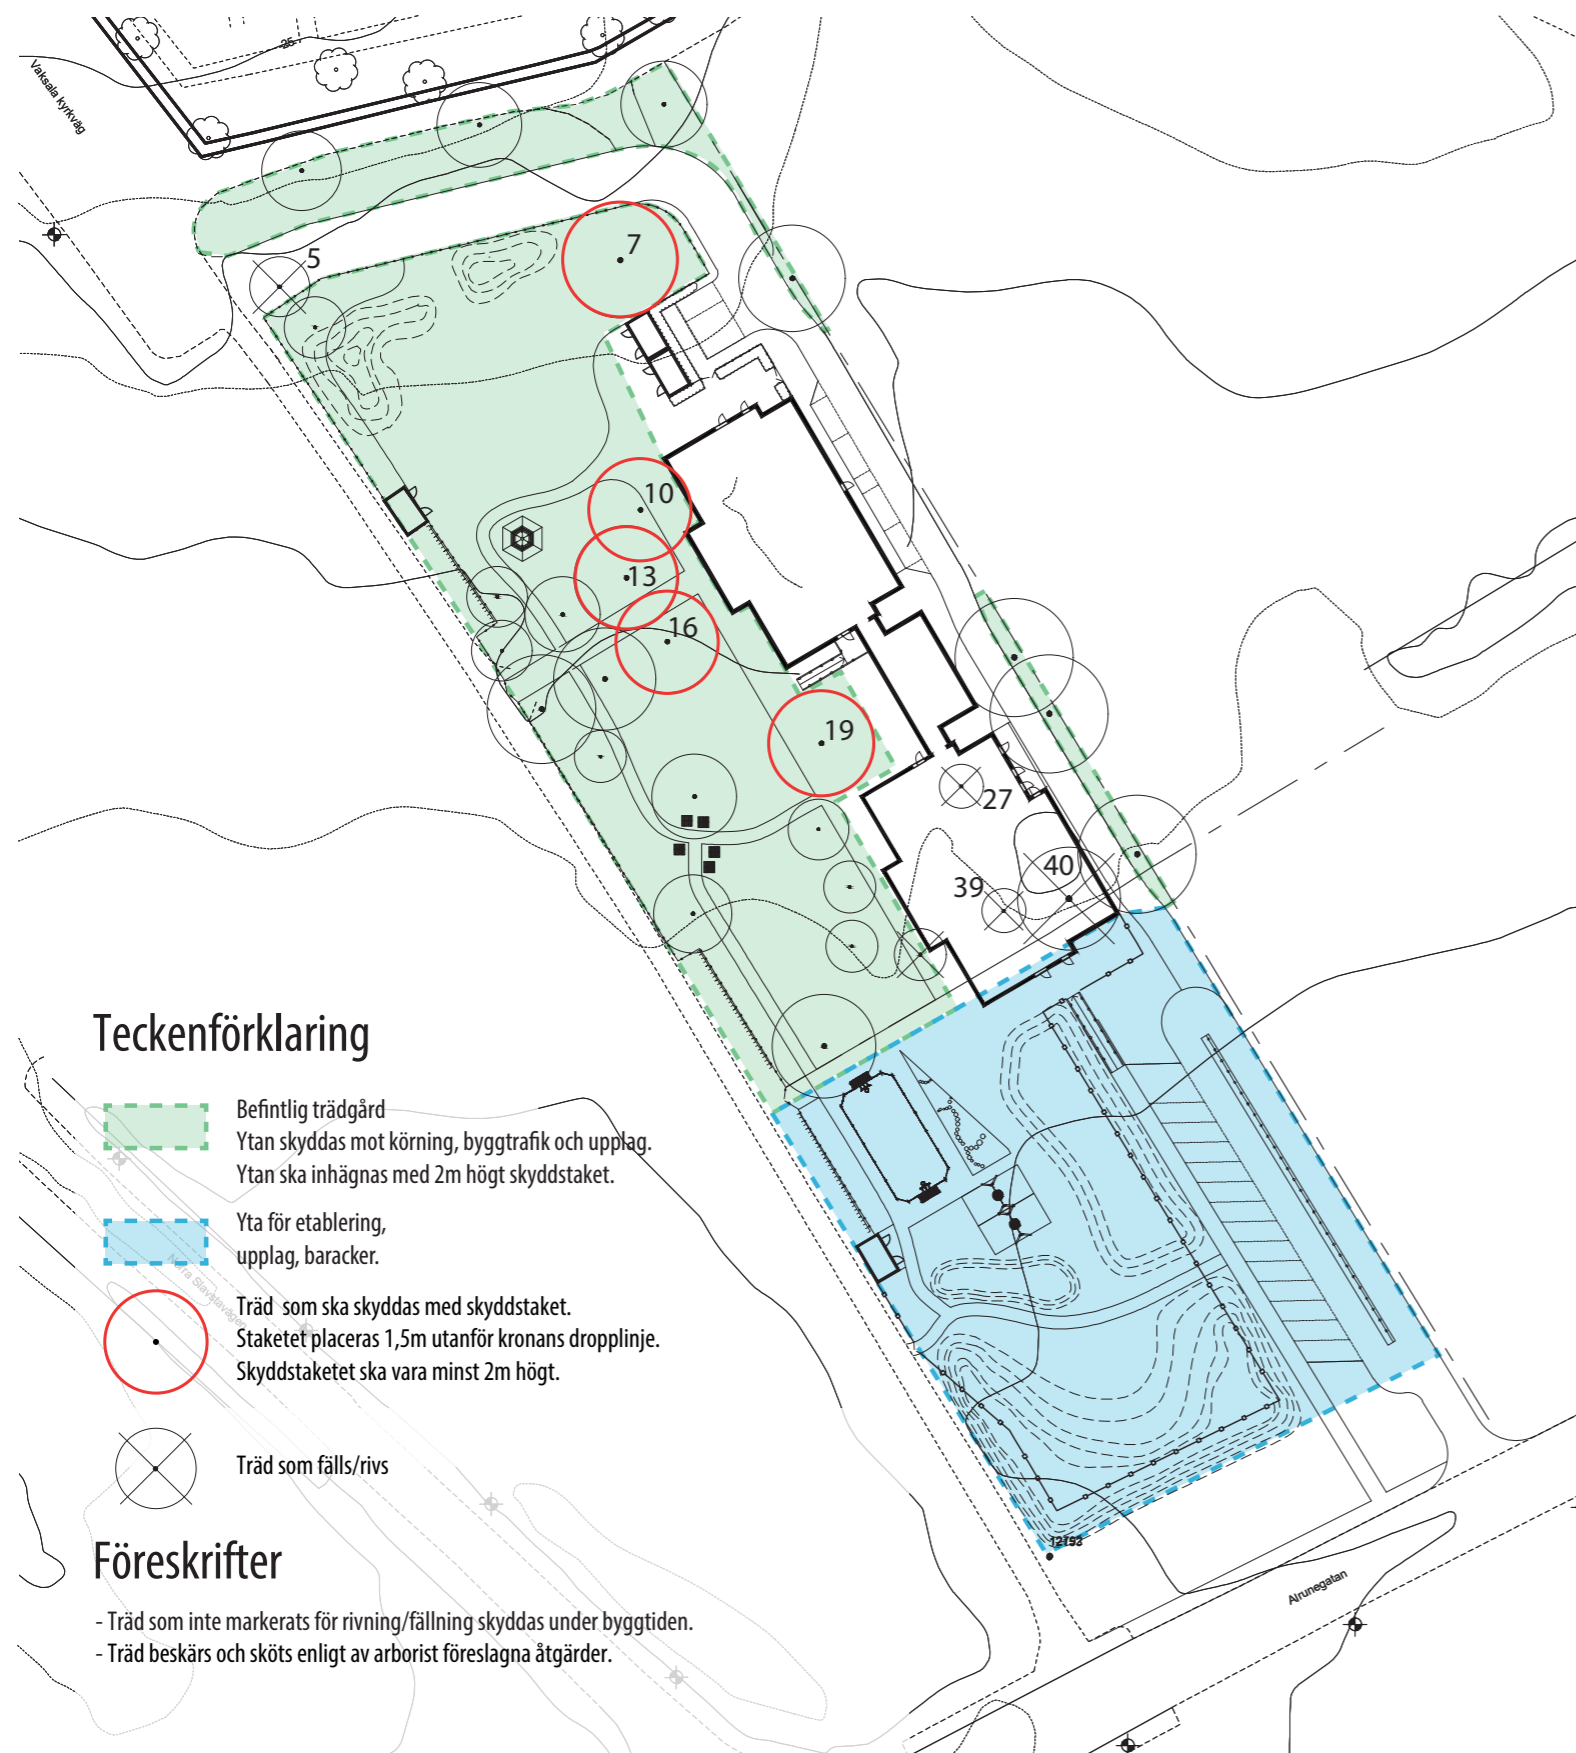 Vaksala kyrkväg
25
5
7
10
13
16
19
27
39
40
Teckenförklaring
Befintlig trädgård
Ytan skyddas mot körning, byggtrafik och upplag.
Ytan ska inhägnas med 2m högt skyddstaket.
Yta för etablering,
upplag, baracker.
Norra Slavstavägen
Träd som ska skyddas med skyddstaket.
Staketet placeras 1,5m utanför kronans dropplinje.
Skyddstaketet ska vara minst 2m högt.
Träd som fälls/rivs
Föreskrifter
- Träd som inte markerats för rivning/fällning skyddas under byggtiden.
- Träd beskärs och sköts enligt av arborist föreslagna åtgärder.
12793
Alrunegatan